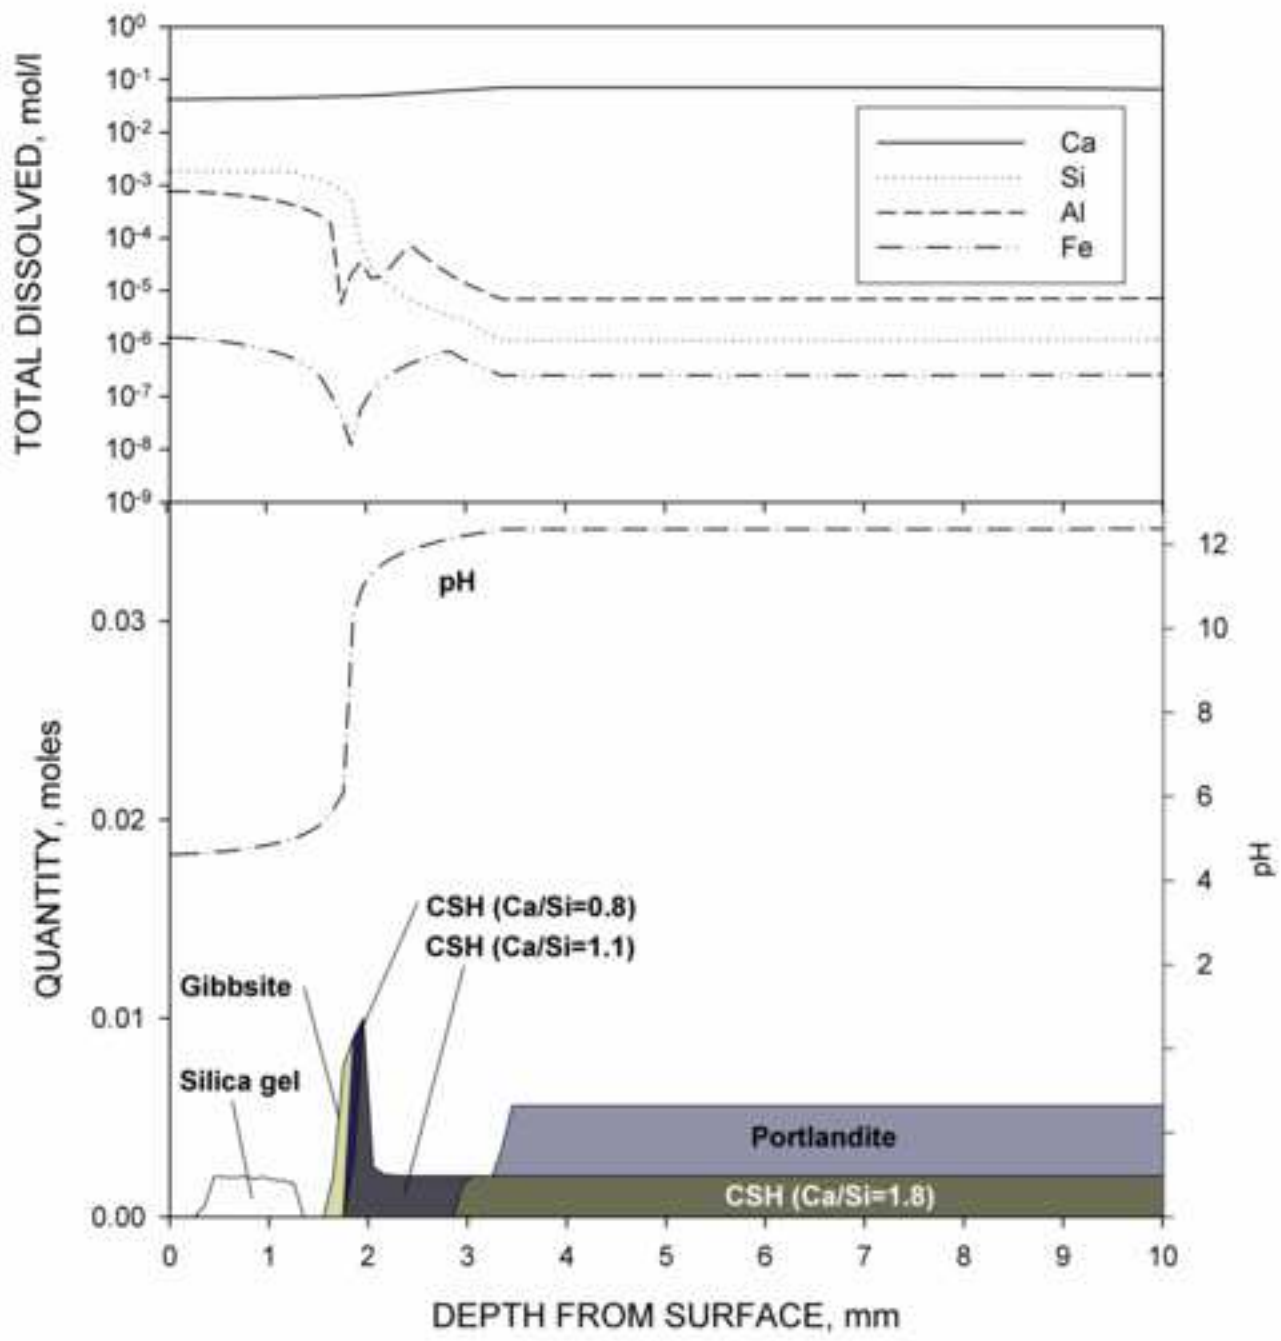 TOTAL DISSOLVED, mol/l
10⁰
10⁻¹
10⁻²
10⁻³
10⁻⁴
10⁻⁵
10⁻⁶
10⁻⁷
10⁻⁸
10⁻⁹
Ca
Si
Al
Fe
QUANTITY, moles
0.03
0.02
0.01
0.00
pH
12
10
8
6
4
2
pH
CSH (Ca/Si=0.8)
CSH (Ca/Si=1.1)
Gibbsite
Silica gel
Portlandite
CSH (Ca/Si=1.8)
0 1 2 3 4 5 6 7 8 9 10
DEPTH FROM SURFACE, mm